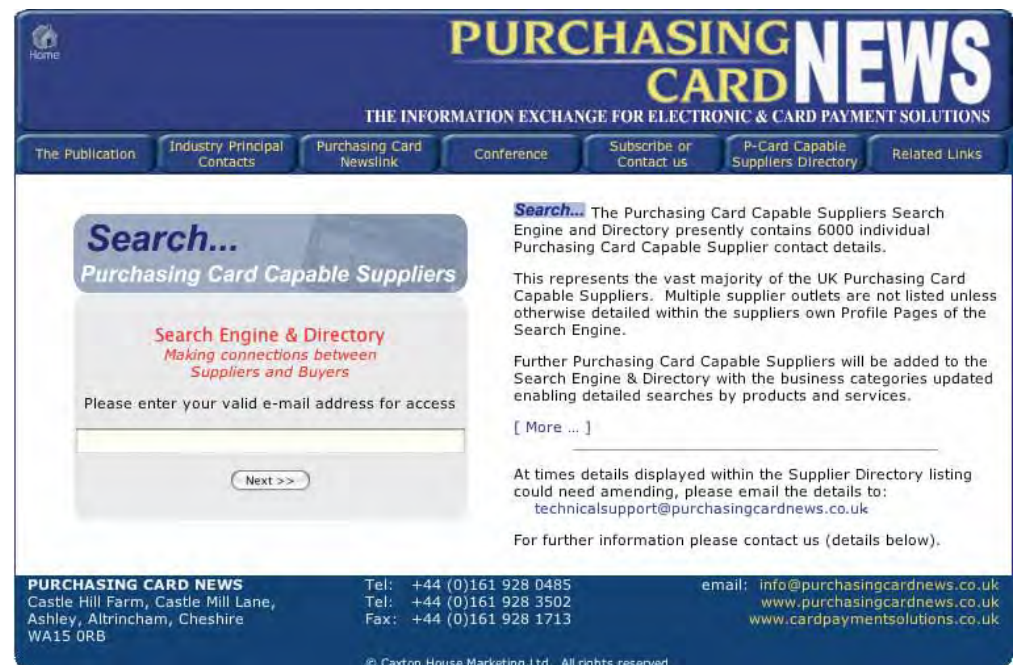 Home
PURCHASING
CARD NEWS
THE INFORMATION EXCHANGE FOR ELECTRONIC & CARD PAYMENT SOLUTIONS
The Publication
Industry Principal
Contacts
Purchasing Card
Newslink
Conference
Subscribe or
Contact us
P-Card Capable
Suppliers Directory
Related Links
Search...
Purchasing Card Capable Suppliers
Search Engine & Directory
Making connections between
Suppliers and Buyers
Please enter your valid e-mail address for access
Next >>
Search... The Purchasing Card Capable Suppliers Search
Engine and Directory presently contains 6000 individual
Purchasing Card Capable Supplier contact details.
This represents the vast majority of the UK Purchasing Card
Capable Suppliers. Multiple supplier outlets are not listed unless
otherwise detailed within the suppliers own Profile Pages of the
Search Engine.
Further Purchasing Card Capable Suppliers will be added to the
Search Engine & Directory with the business categories updated
enabling detailed searches by products and services.
[ More ... ]
At times details displayed within the Supplier Directory listing
could need amending, please email the details to:
technicalsupport@purchasingcardnews.co.uk
For further information please contact us (details below).
PURCHASING CARD NEWS
Castle Hill Farm, Castle Mill Lane,
Ashley, Altrincham, Cheshire
WA15 0RB
Tel: +44 (0)161 928 0485
Tel: +44 (0)161 928 3502
Fax: +44 (0)161 928 1713
email: info@purchasingcardnews.co.uk
www.purchasingcardnews.co.uk
www.cardpaymentsolutions.co.uk
© Caxton House Marketing Ltd. All rights reserved